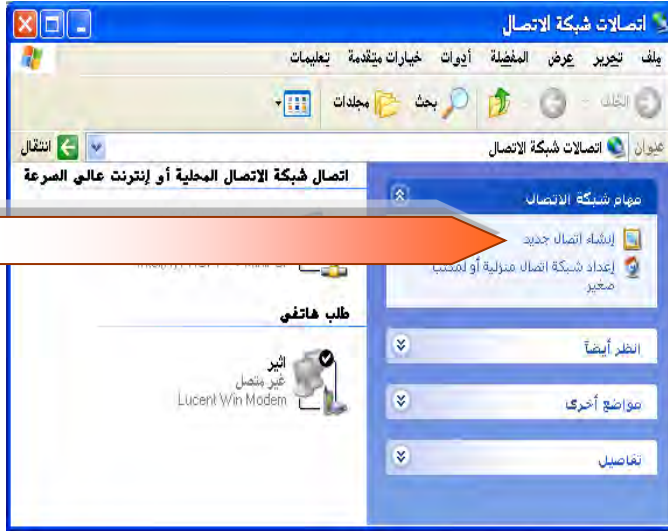 اتصالات شبكة الاتصال
ملف تحرير عرض المفضلة أدوات خيارات متقدمة تعليمات
الخلف بحث مجلدات
عنوان اتصالات شبكة الاتصال انتقال
مهام شبكة الاتصال
إنشاء اتصال جديد
إعداد شبكة اتصال منزلية أو لمكتب
صغير
انظر أيضاً
مواضع أخرى
تفاصيل
اتصال شبكة الاتصال المحلية أو إنترنت عالي السرعة
طلب هاتفي
اثير
غير متصل
Lucent Win Modem